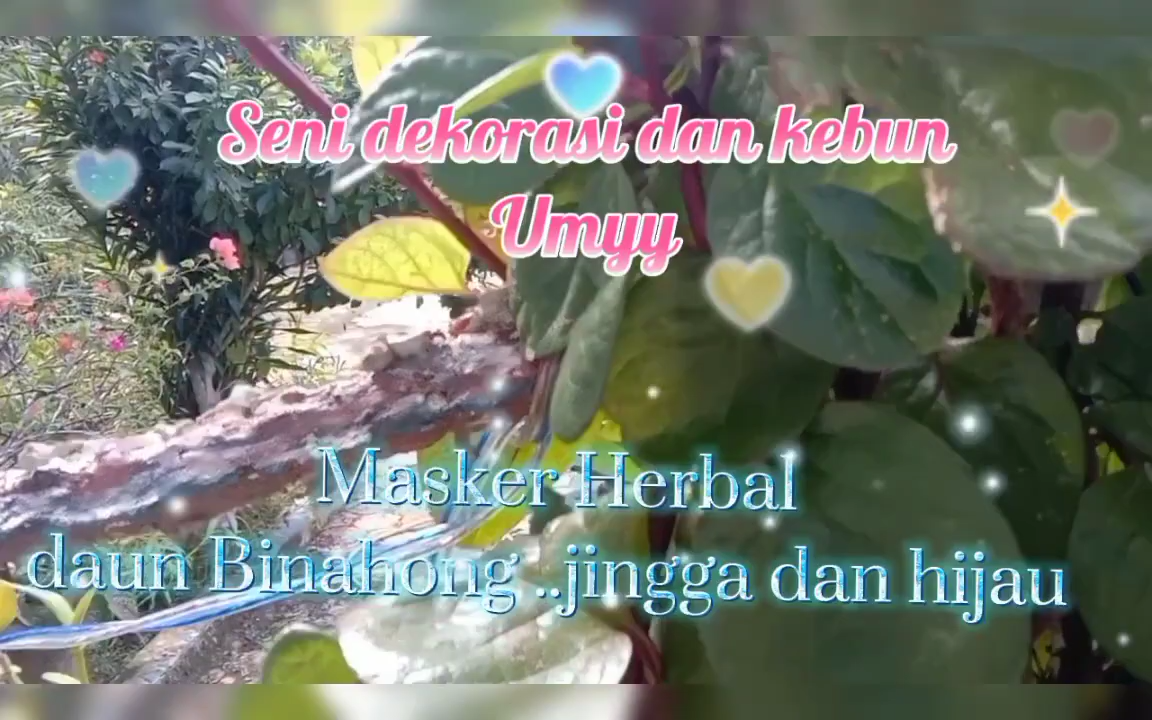 Seni dekorasi dan kebun
Umyy
Masker Herbal
daun Binahong ..jingga dan hijau